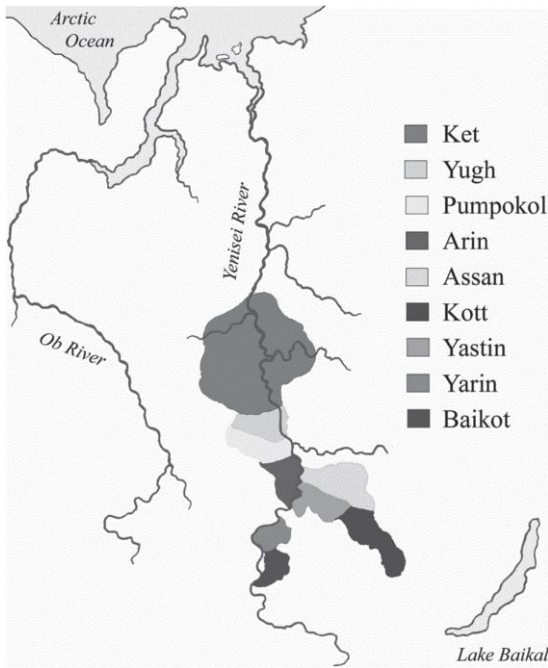 Arctic
Ocean
Ket
Yugh
Pumpokol
Arin
Assan
Kott
Yastin
Yarin
Baikot
Yenisei River
Ob River
Lake Baikal